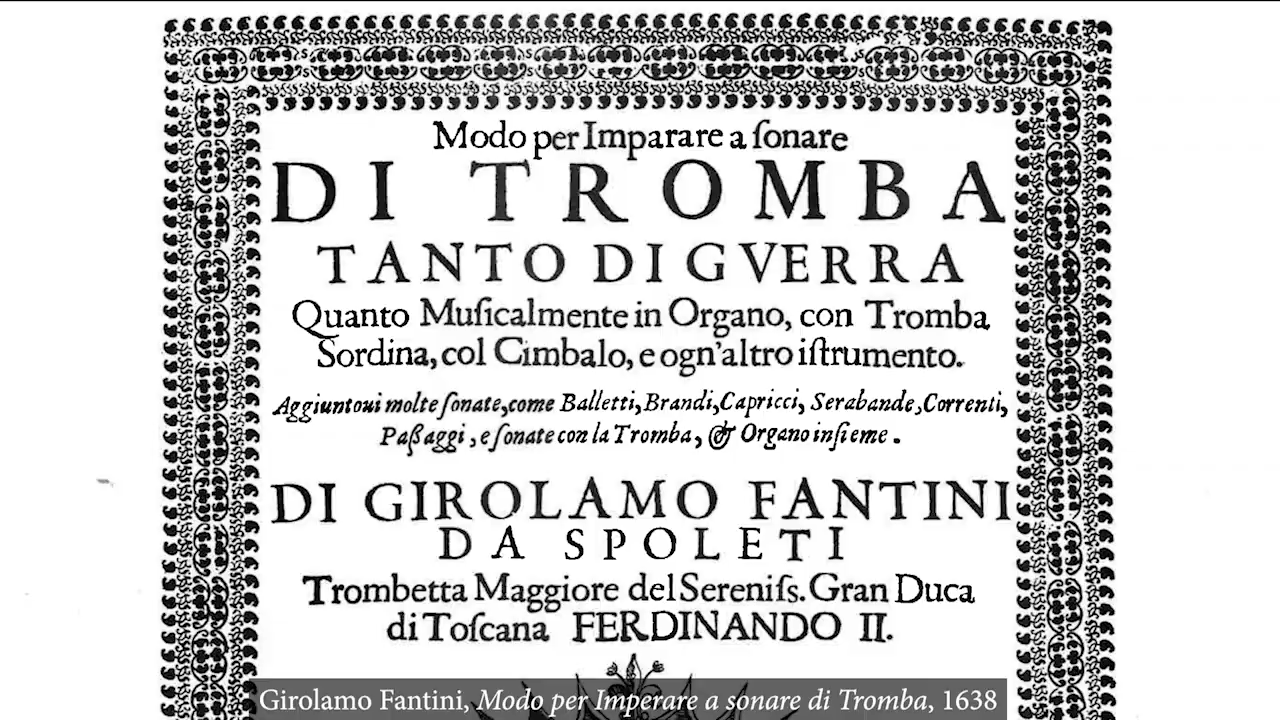 Modo per Imparare a ſonare
DI TROMBA
TANTO DI GVERRA
Quanto Muſicalmente in Organo, con Tromba
Sordina, col Cimbalo, e ogn'altro iſtrumento.
Aggiuntoui molte ſonate, come Balletti, Brandi, Capricci, Serabande, Correnti,
Paßaggi, e ſonate con la Tromba, & Organo inſieme.
DI GIROLAMO FANTINI
DA SPOLETI
Trombetta Maggiore del Sereniſs. Gran Duca
di Toſcana FERDINANDO II.
Girolamo Fantini, Modo per Imperare a sonare di Tromba, 1638